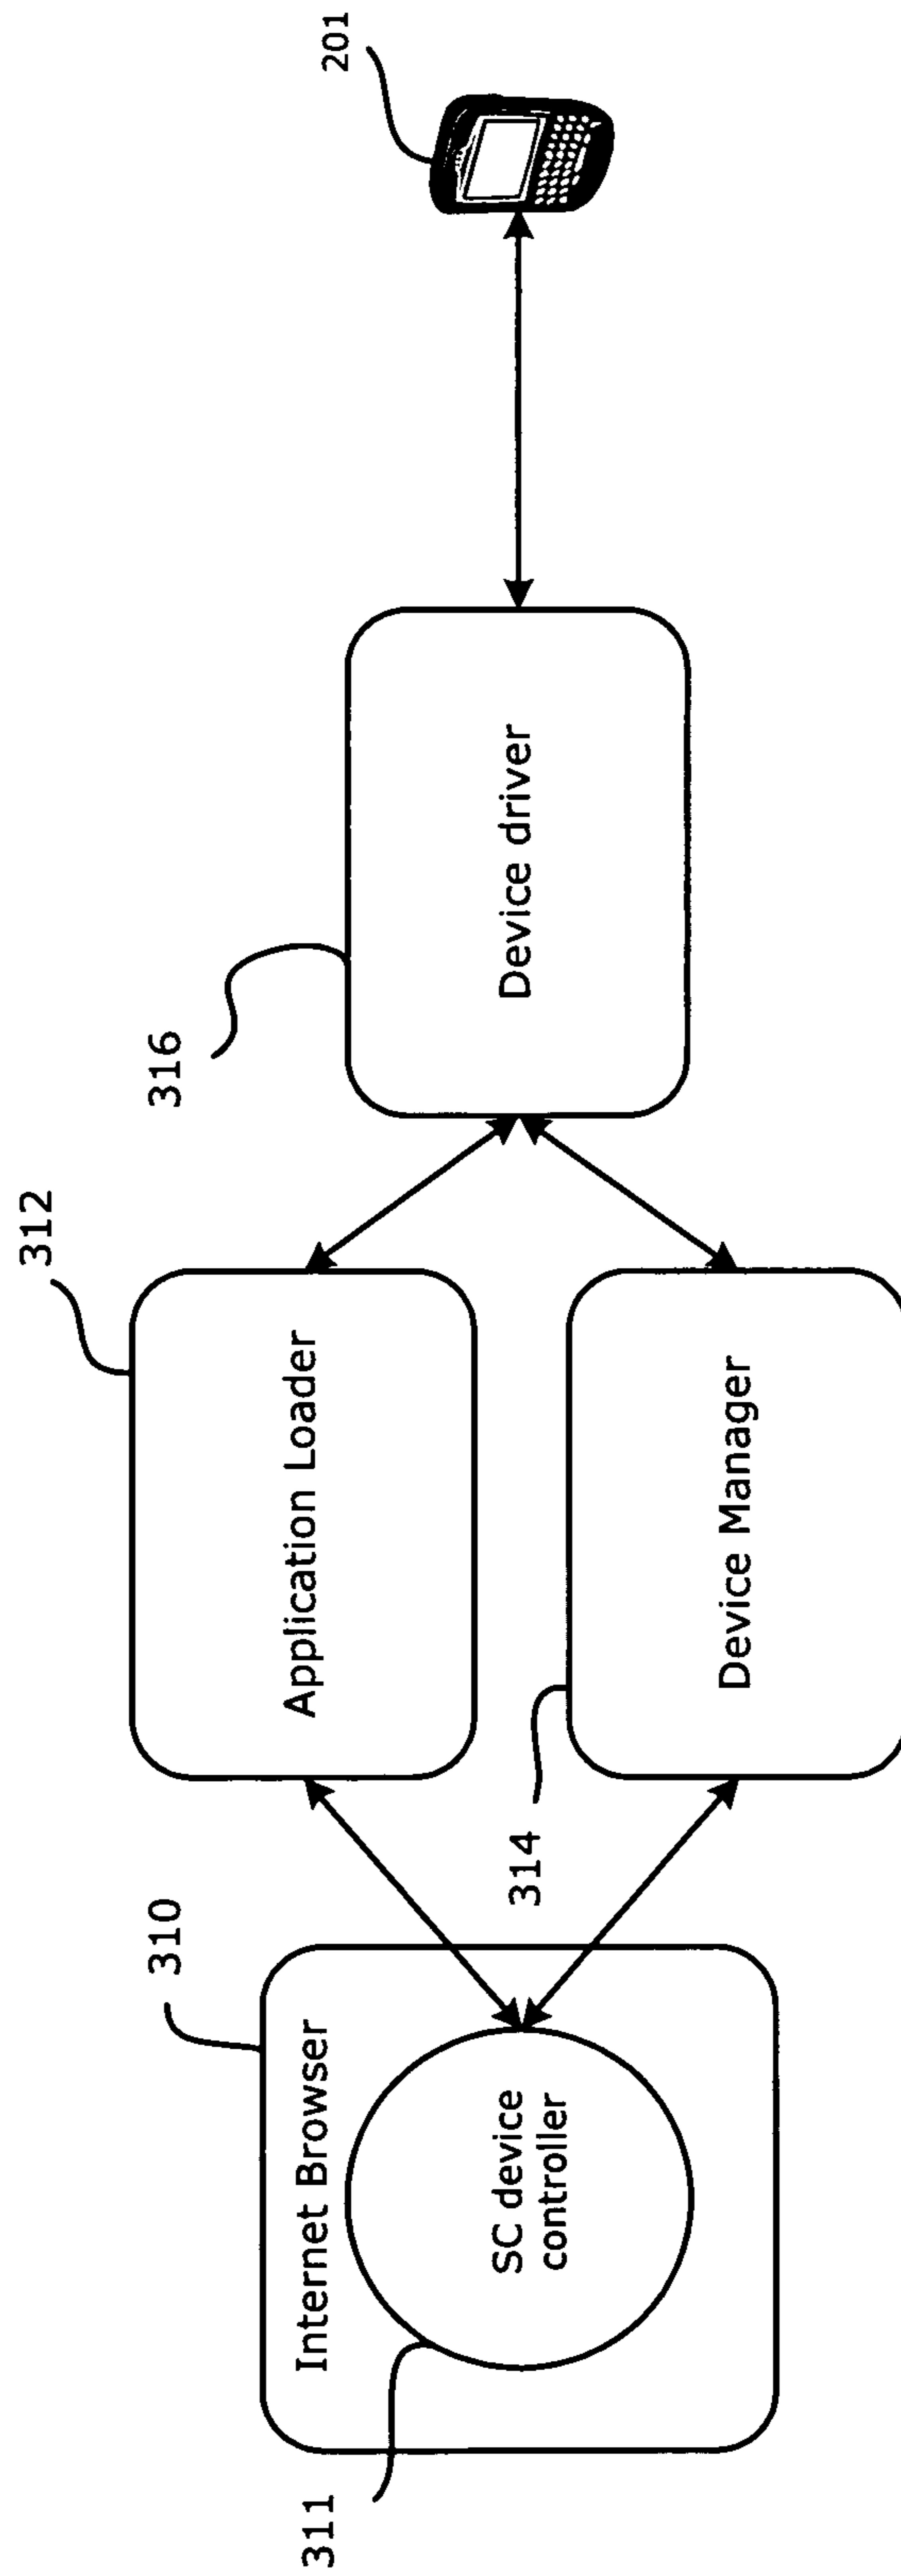 310
Internet Browser
311
SC device
controller
312
Application Loader
314
Device Manager
316
Device driver
201